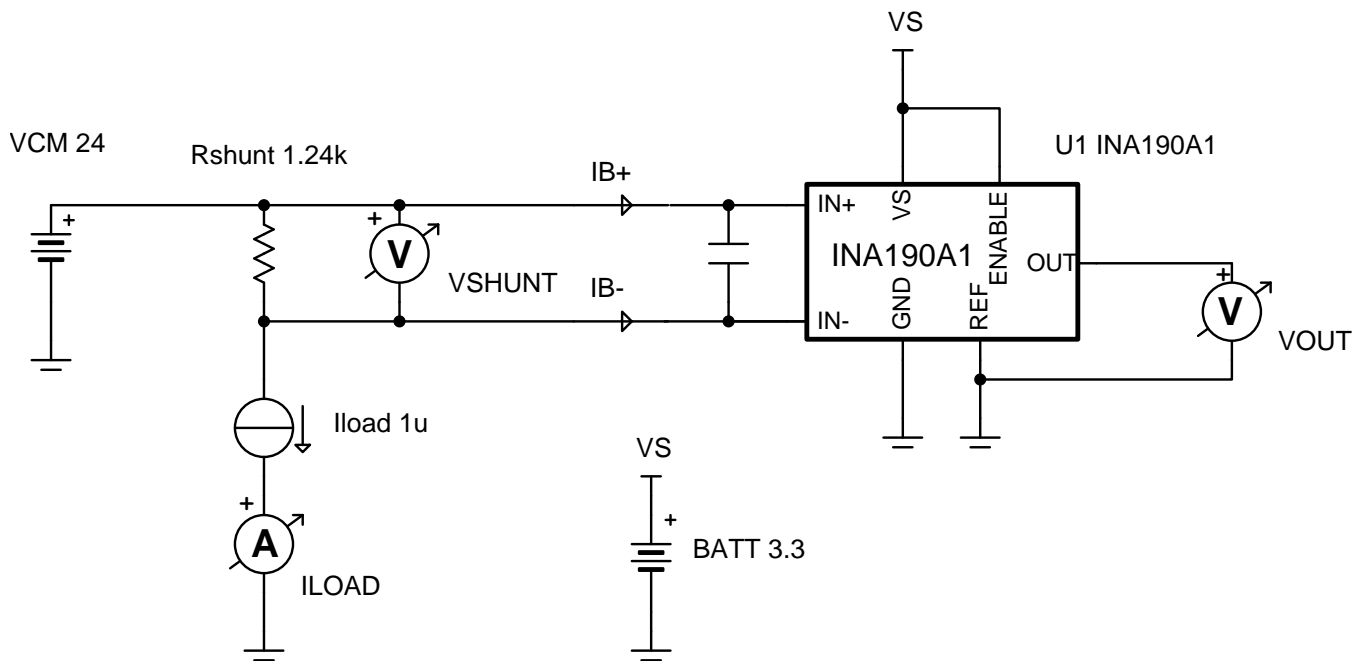 VS
VCM 24
Rshunt 1.24k
IB+
U1 INA190A1
+
+
IN+
VS
ENABLE
V
INA190A1
OUT
VSHUNT
IB-
+
IN-
GND
REF
V
VOUT
Iload 1u
VS
+
+
A
BATT 3.3
ILOAD